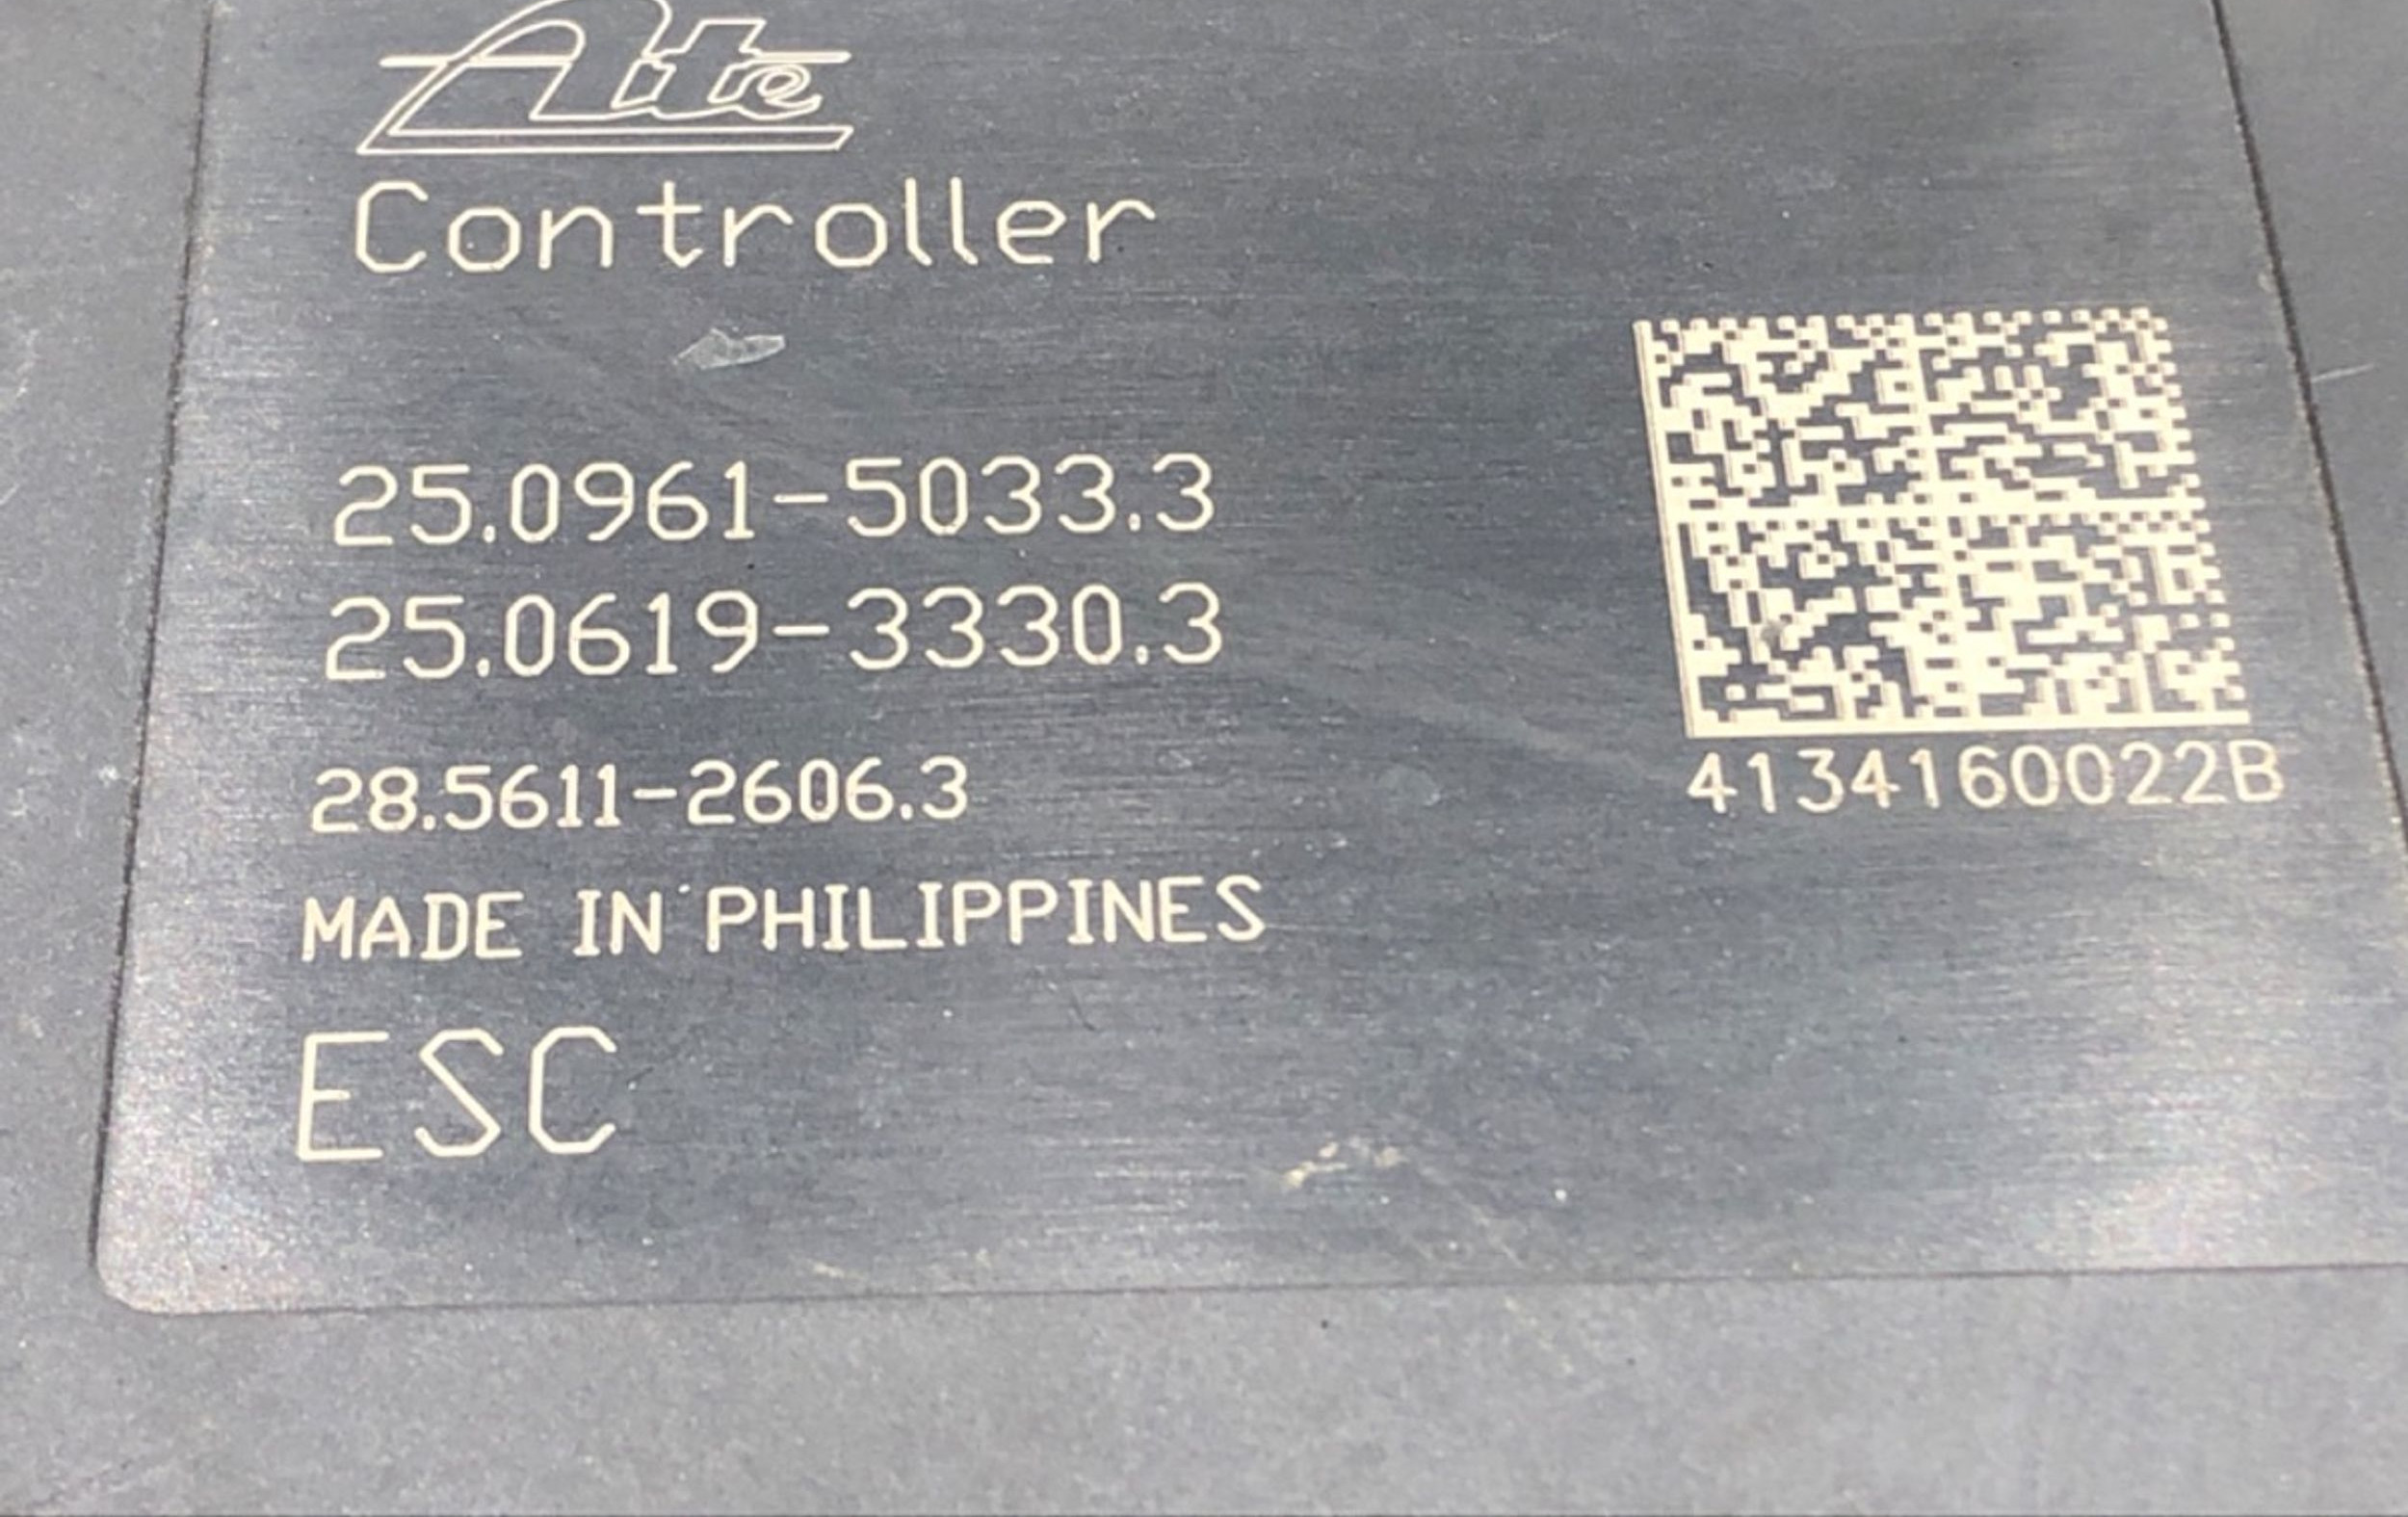 Ate
Controller
25.0961-5033.3
25.0619-3330.3
28.5611-2606.3
MADE IN PHILIPPINES
ESC
4134160022B